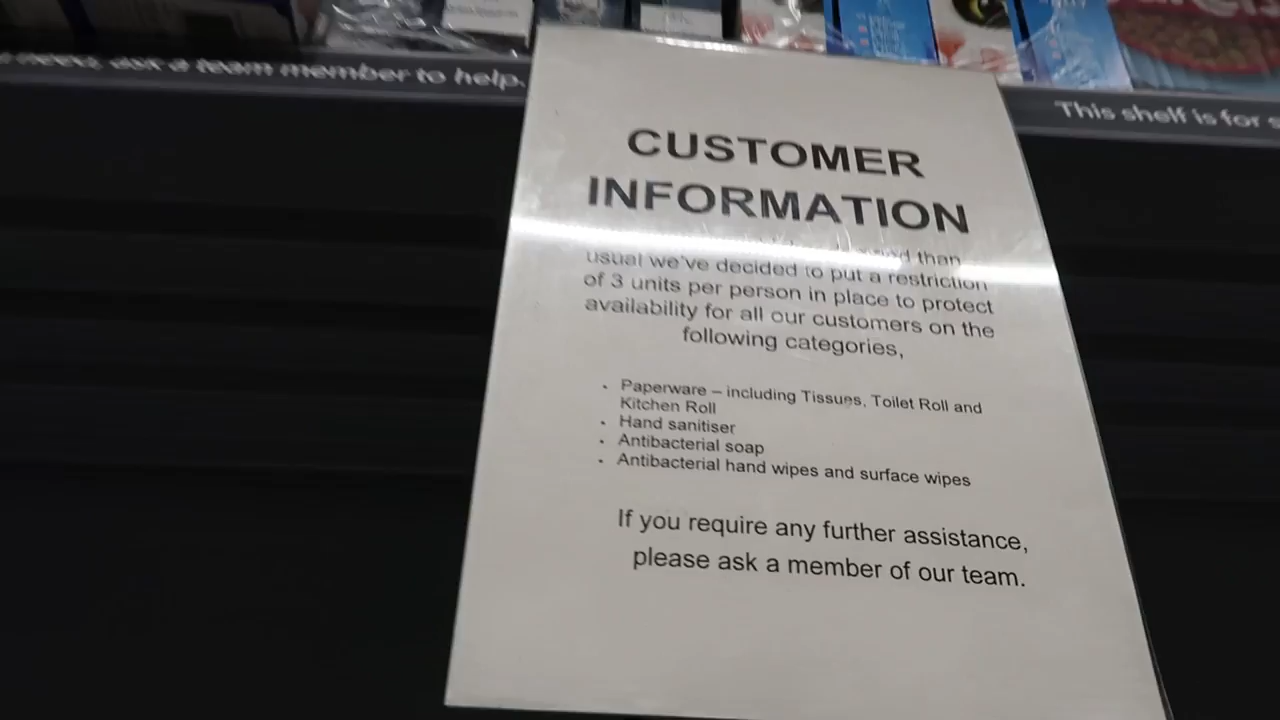 need, ask a team member to help.
This shelf is for
CUSTOMER
INFORMATION
than
usual we've decided to put a restriction
of 3 units per person in place to protect
availability for all our customers on the
following categories,
• Paperware – including Tissues, Toilet Roll and
Kitchen Roll
• Hand sanitiser
• Antibacterial soap
• Antibacterial hand wipes and surface wipes
If you require any further assistance,
please ask a member of our team.